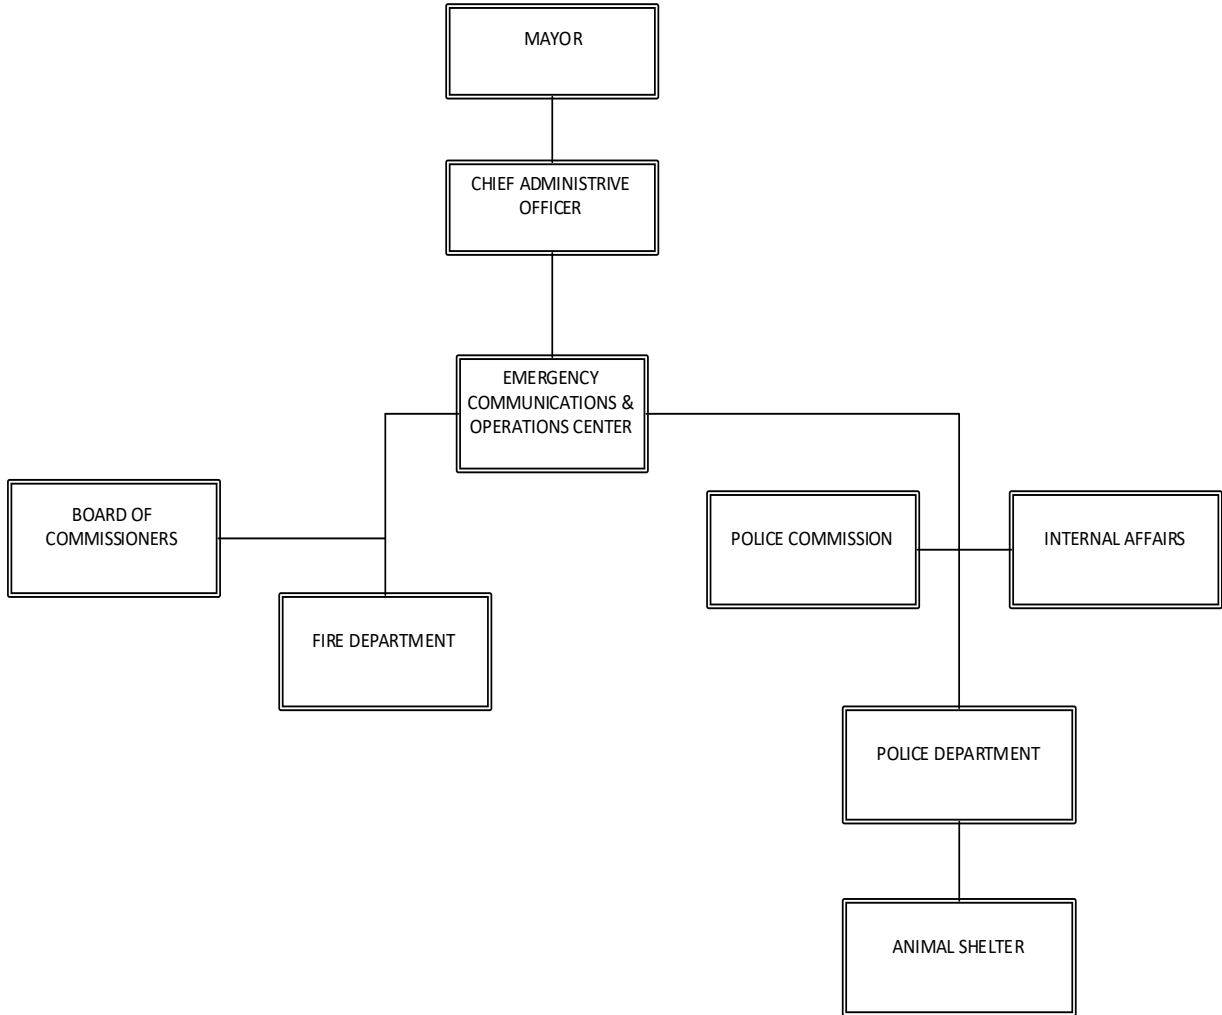 MAYOR
CHIEF ADMINISTRIVE
OFFICER
EMERGENCY
COMMUNICATIONS &
OPERATIONS CENTER
BOARD OF
COMMISSIONERS
POLICE COMMISSION
INTERNAL AFFAIRS
FIRE DEPARTMENT
POLICE DEPARTMENT
ANIMAL SHELTER